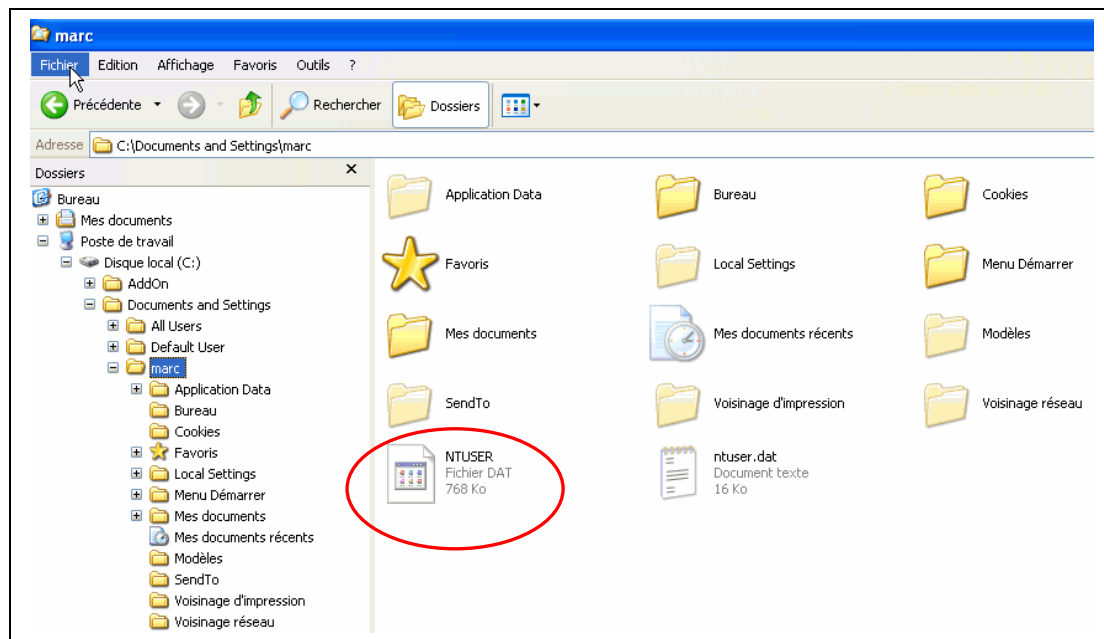 marc
Fichier Edition Affichage Favoris Outils ?
Précédente Rechercher Dossiers
Adresse C:\Documents and Settings\marc
Dossiers
Bureau
Mes documents
Poste de travail
Disque local (C:)
AddOn
Documents and Settings
All Users
Default User
marc
Application Data
Bureau
Cookies
Favoris
Local Settings
Menu Démarrer
Mes documents
Mes documents récents
Modèles
SendTo
Voisinage d'impression
Voisinage réseau
Application Data Bureau Cookies
Favoris Local Settings Menu Démarrer
Mes documents Mes documents récents Modèles
SendTo Voisinage d'impression Voisinage réseau
NTUSER
Fichier DAT
768 Ko
ntuser.dat
Document texte
16 Ko